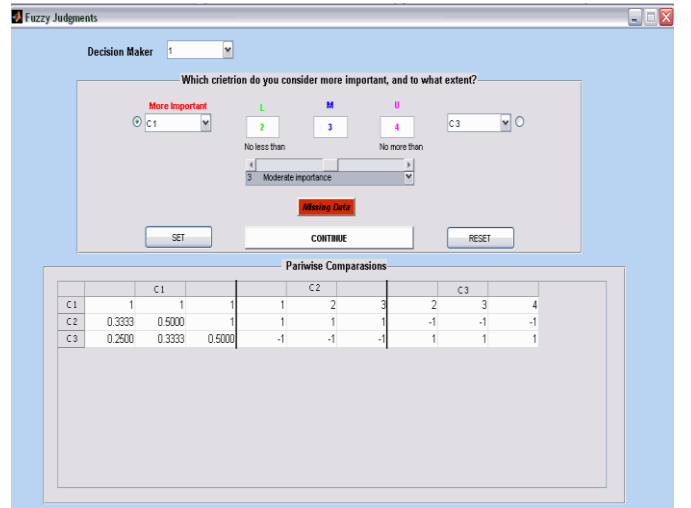 Fuzzy Judgments
Decision Maker 1
Which crietrion do you consider more important, and to what extent?
More Important L M U
C1 2 3 4 C3
No less than No more than
3 Moderate importance
Missing Data
SET CONTINUE RESET
Pariwise Comparasions
C1 C2 C3
C1 1 1 1 1 2 3 2 3 4
C2 0.3333 0.5000 1 1 1 1 -1 -1 -1
C3 0.2500 0.3333 0.5000 -1 -1 -1 1 1 1